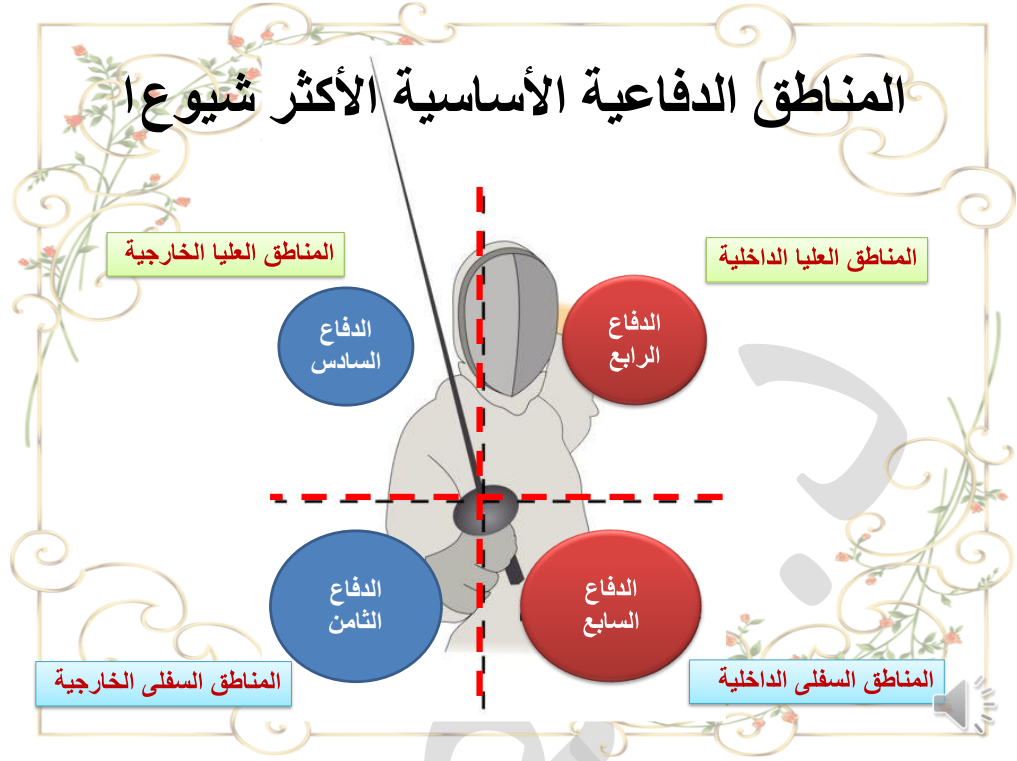 المناطق الدفاعية الأساسية الأكثر شيوعا
المناطق العليا الداخلية
المناطق العليا الخارجية
الدفاع
الرابع
الدفاع
السادس
الدفاع
السابع
الدفاع
الثامن
المناطق السفلى الداخلية
المناطق السفلى الخارجية